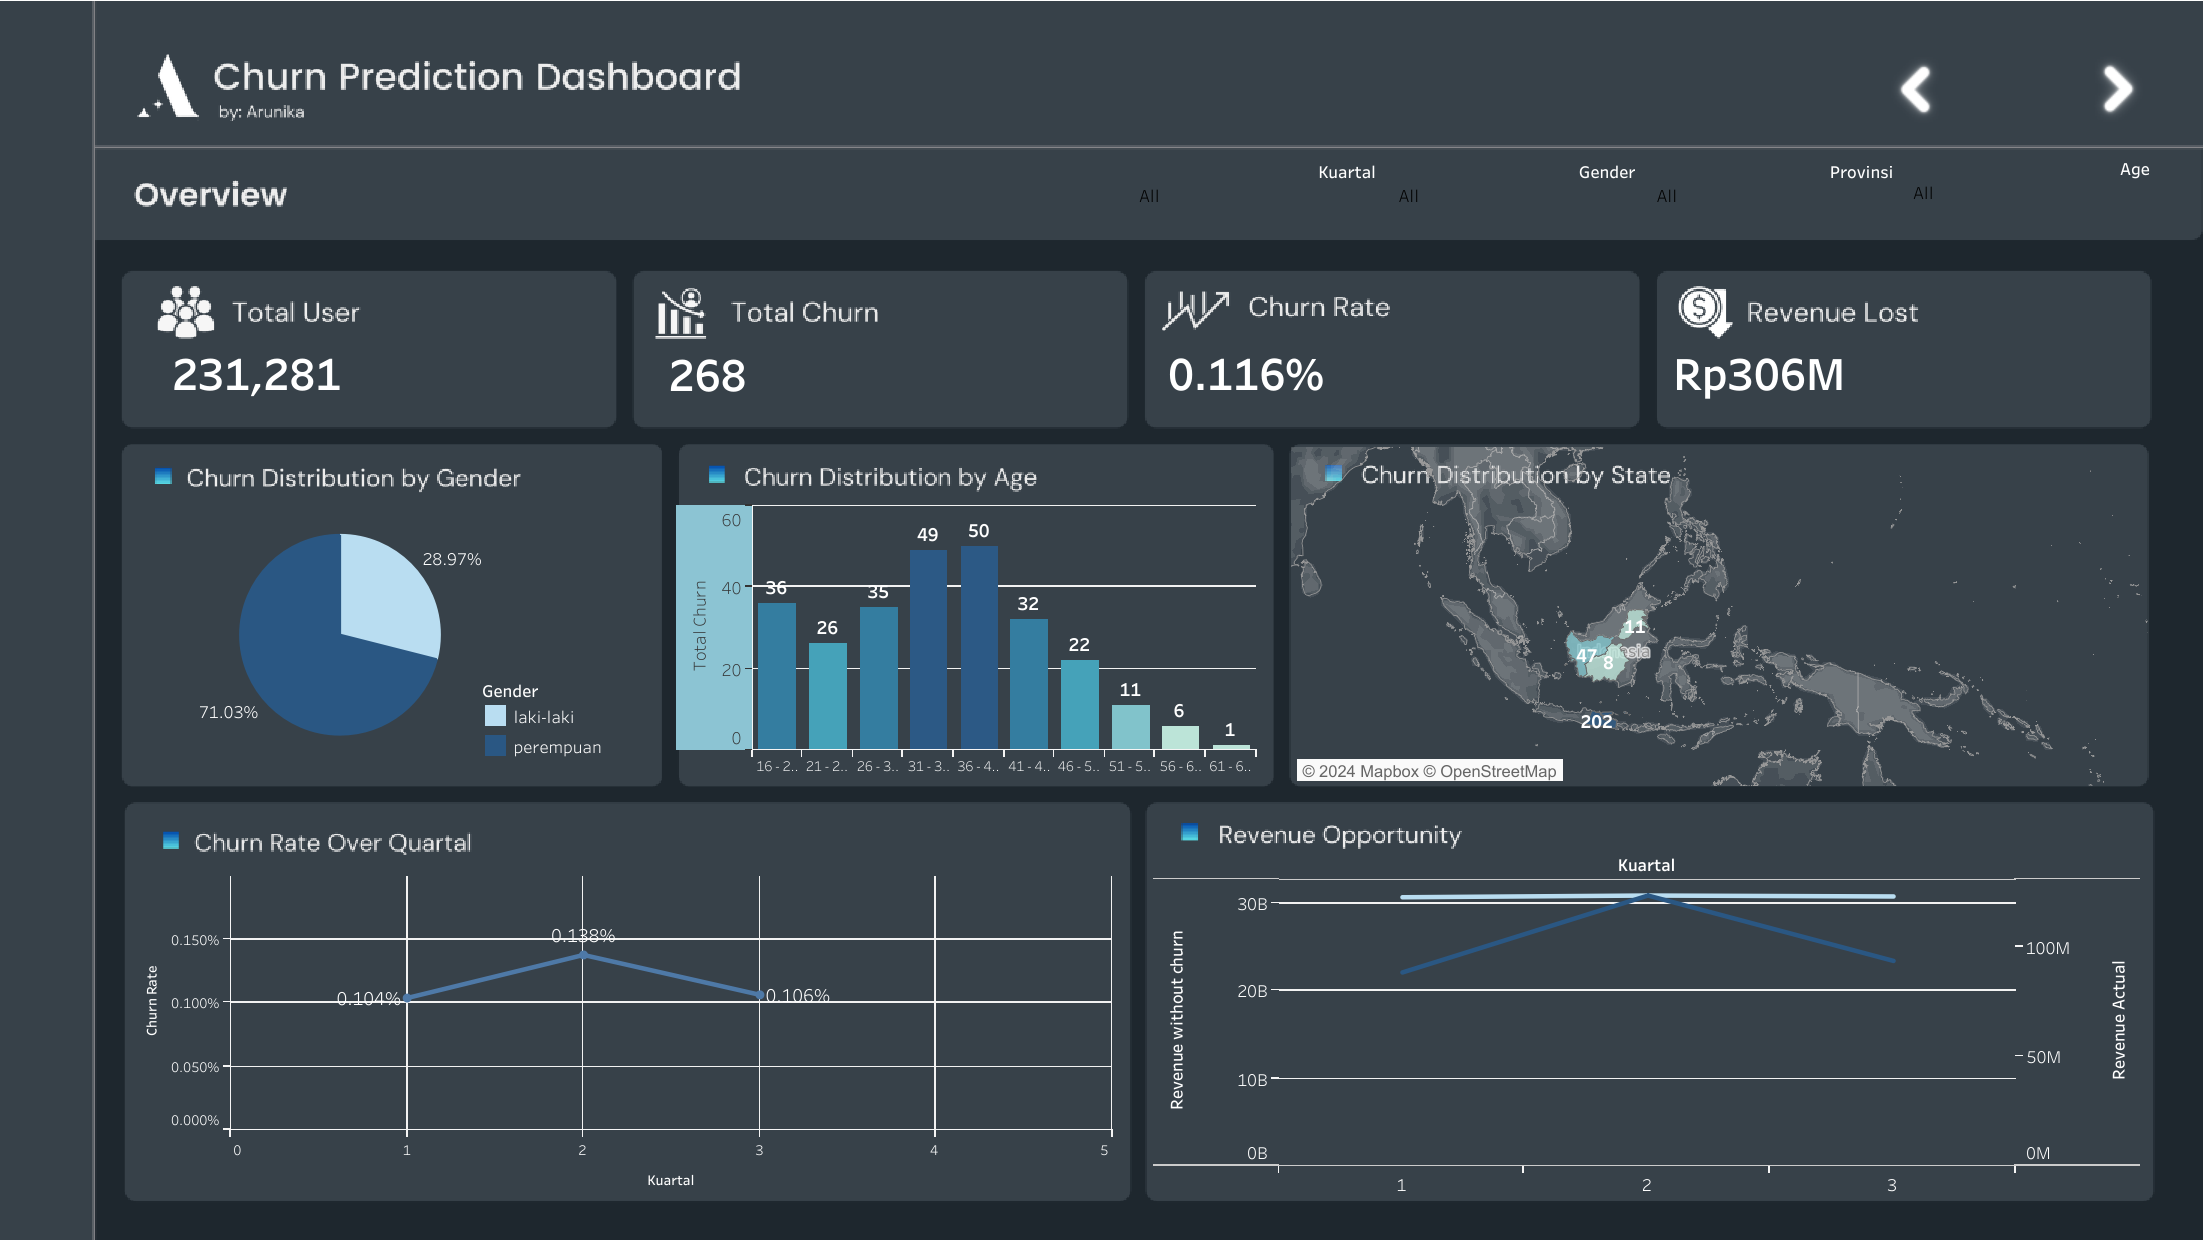 Churn Prediction Dashboard
by: Arunika
Overview
Kuartal
Gender
Provinsi
Age
All
All
All
All
Total User
231,281
Total Churn
268
Churn Rate
0.116%
Revenue Lost
Rp306M
Churn Distribution by Gender
28.97%
71.03%
Gender
laki-laki
perempuan
Churn Distribution by Age
Total Churn
60
40
20
0
36
26
35
49
50
32
22
11
6
1
16 - 2..
21 - 2..
26 - 3..
31 - 3..
36 - 4..
41 - 4..
46 - 5..
51 - 5..
56 - 6..
61 - 6..
Churn Distribution by State
11
47
8
202
© 2024 Mapbox © OpenStreetMap
Churn Rate Over Quartal
Churn Rate
0.150%
0.100%
0.050%
0.000%
0.104%
0.138%
0.106%
0
1
2
3
4
5
Kuartal
Revenue Opportunity
Kuartal
Revenue without churn
30B
20B
10B
0B
100M
50M
0M
Revenue Actual
1
2
3